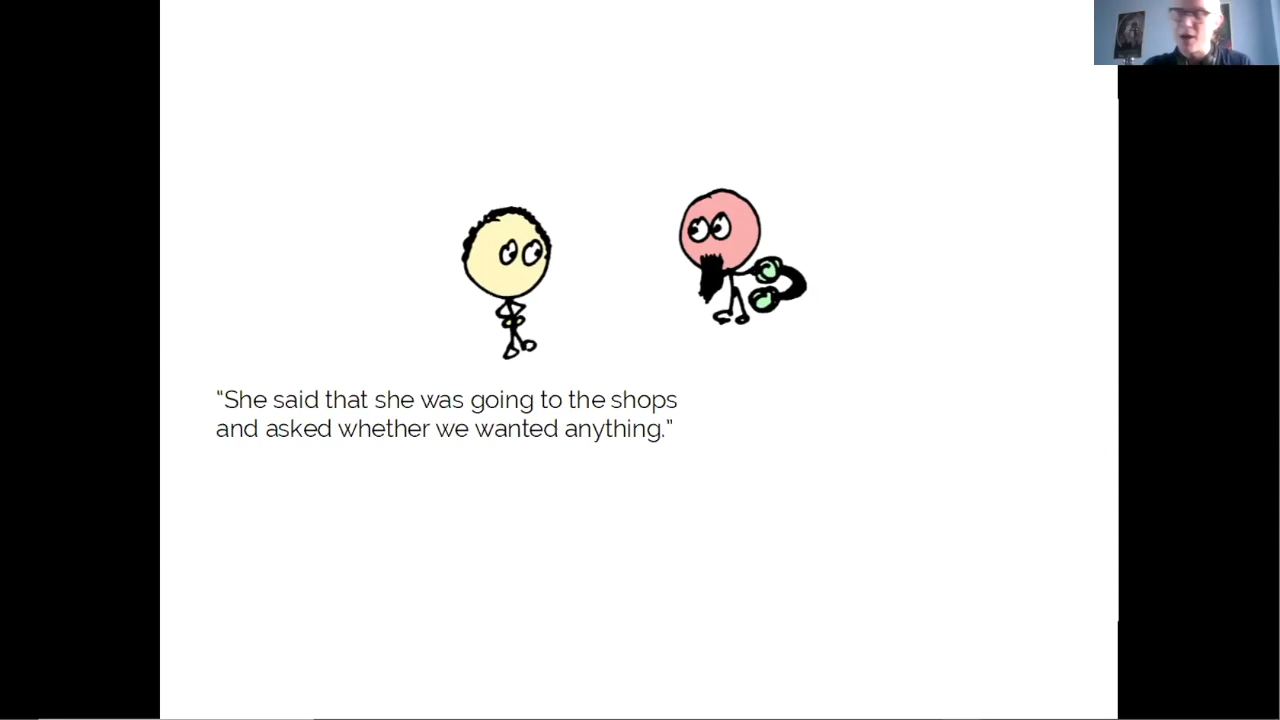 “She said that she was going to the shops
and asked whether we wanted anything.”